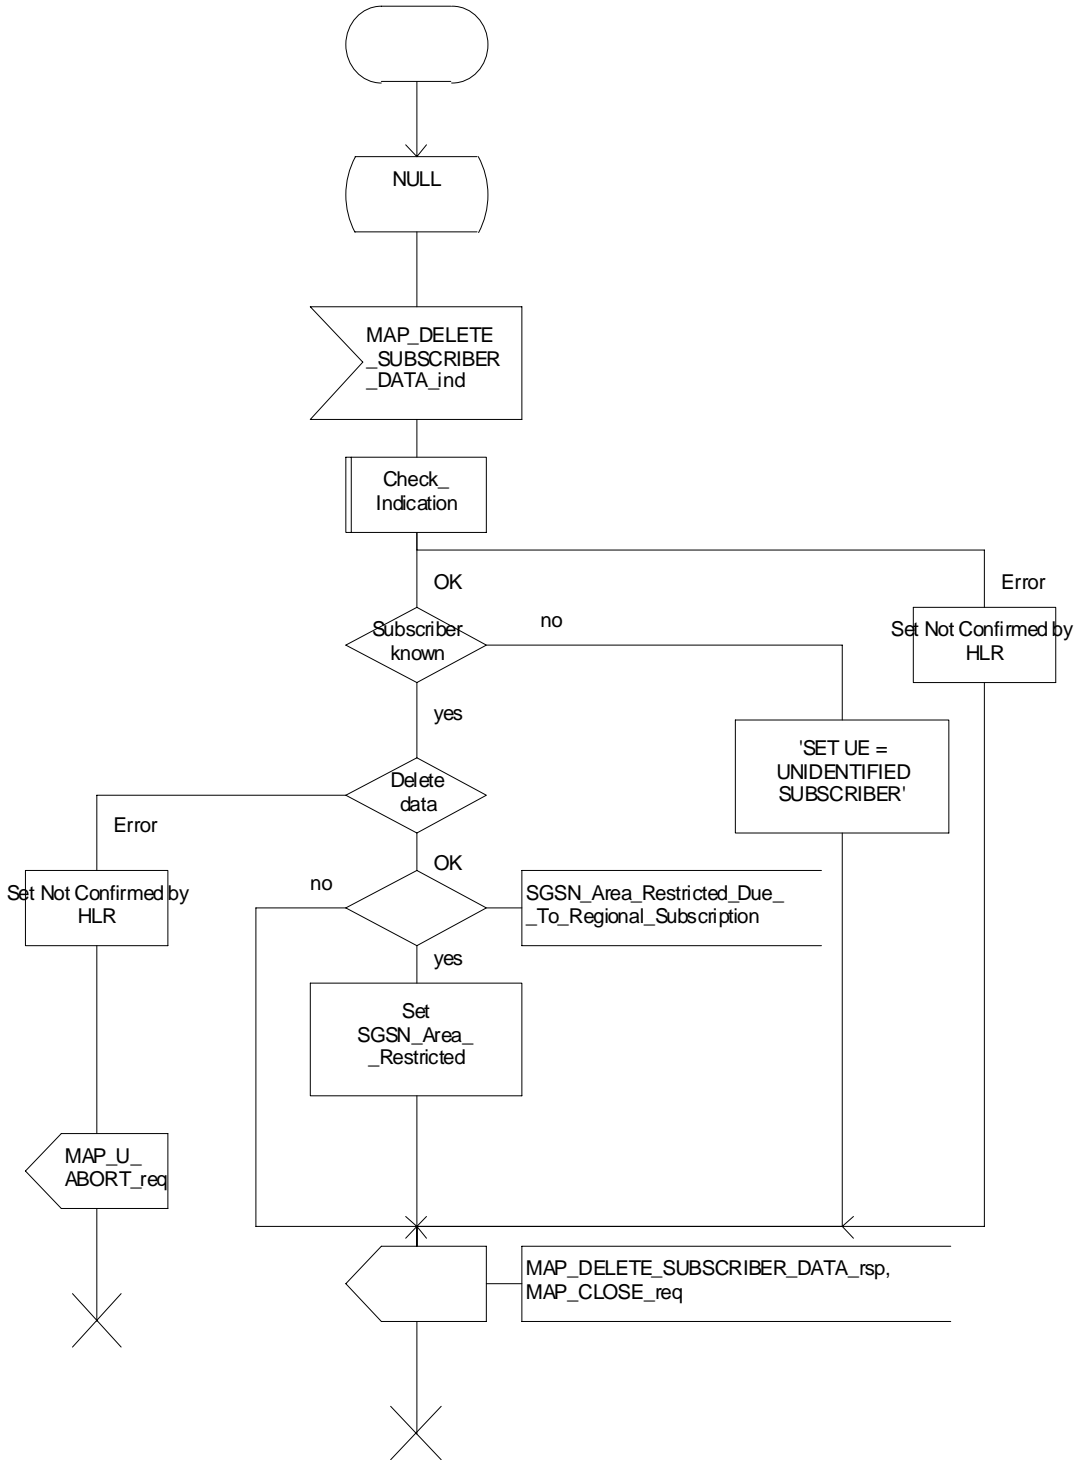 NULL
MAP_DELETE
_SUBSCRIBER
_DATA_ind
Check_
Indication
OK
Error
Subscriber
known
no
Set Not Confirmed by
HLR
yes
'SET UE =
UNIDENTIFIED
SUBSCRIBER'
Delete
data
Error
OK
no
Set Not Confirmed by
HLR
SGSN_Area_Restricted_Due_
_To_Regional_Subscription
yes
Set
SGSN_Area_
_Restricted
MAP_U_
ABORT_req
MAP_DELETE_SUBSCRIBER_DATA_rsp,
MAP_CLOSE_req